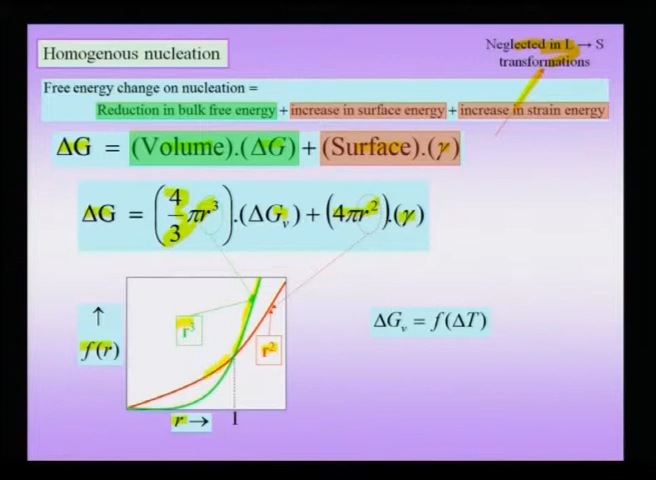 Homogenous nucleation
Neglected in L → S
transformations
Free energy change on nucleation =
Reduction in bulk free energy + increase in surface energy + increase in strain energy
ΔG = (Volume).(ΔG) + (Surface).(γ)
ΔG = (4/3 πr³).(ΔGᵥ) + (4πr²).(γ)
↑
f(r)
r³
r²
r → 1
ΔGᵥ = f(ΔT)